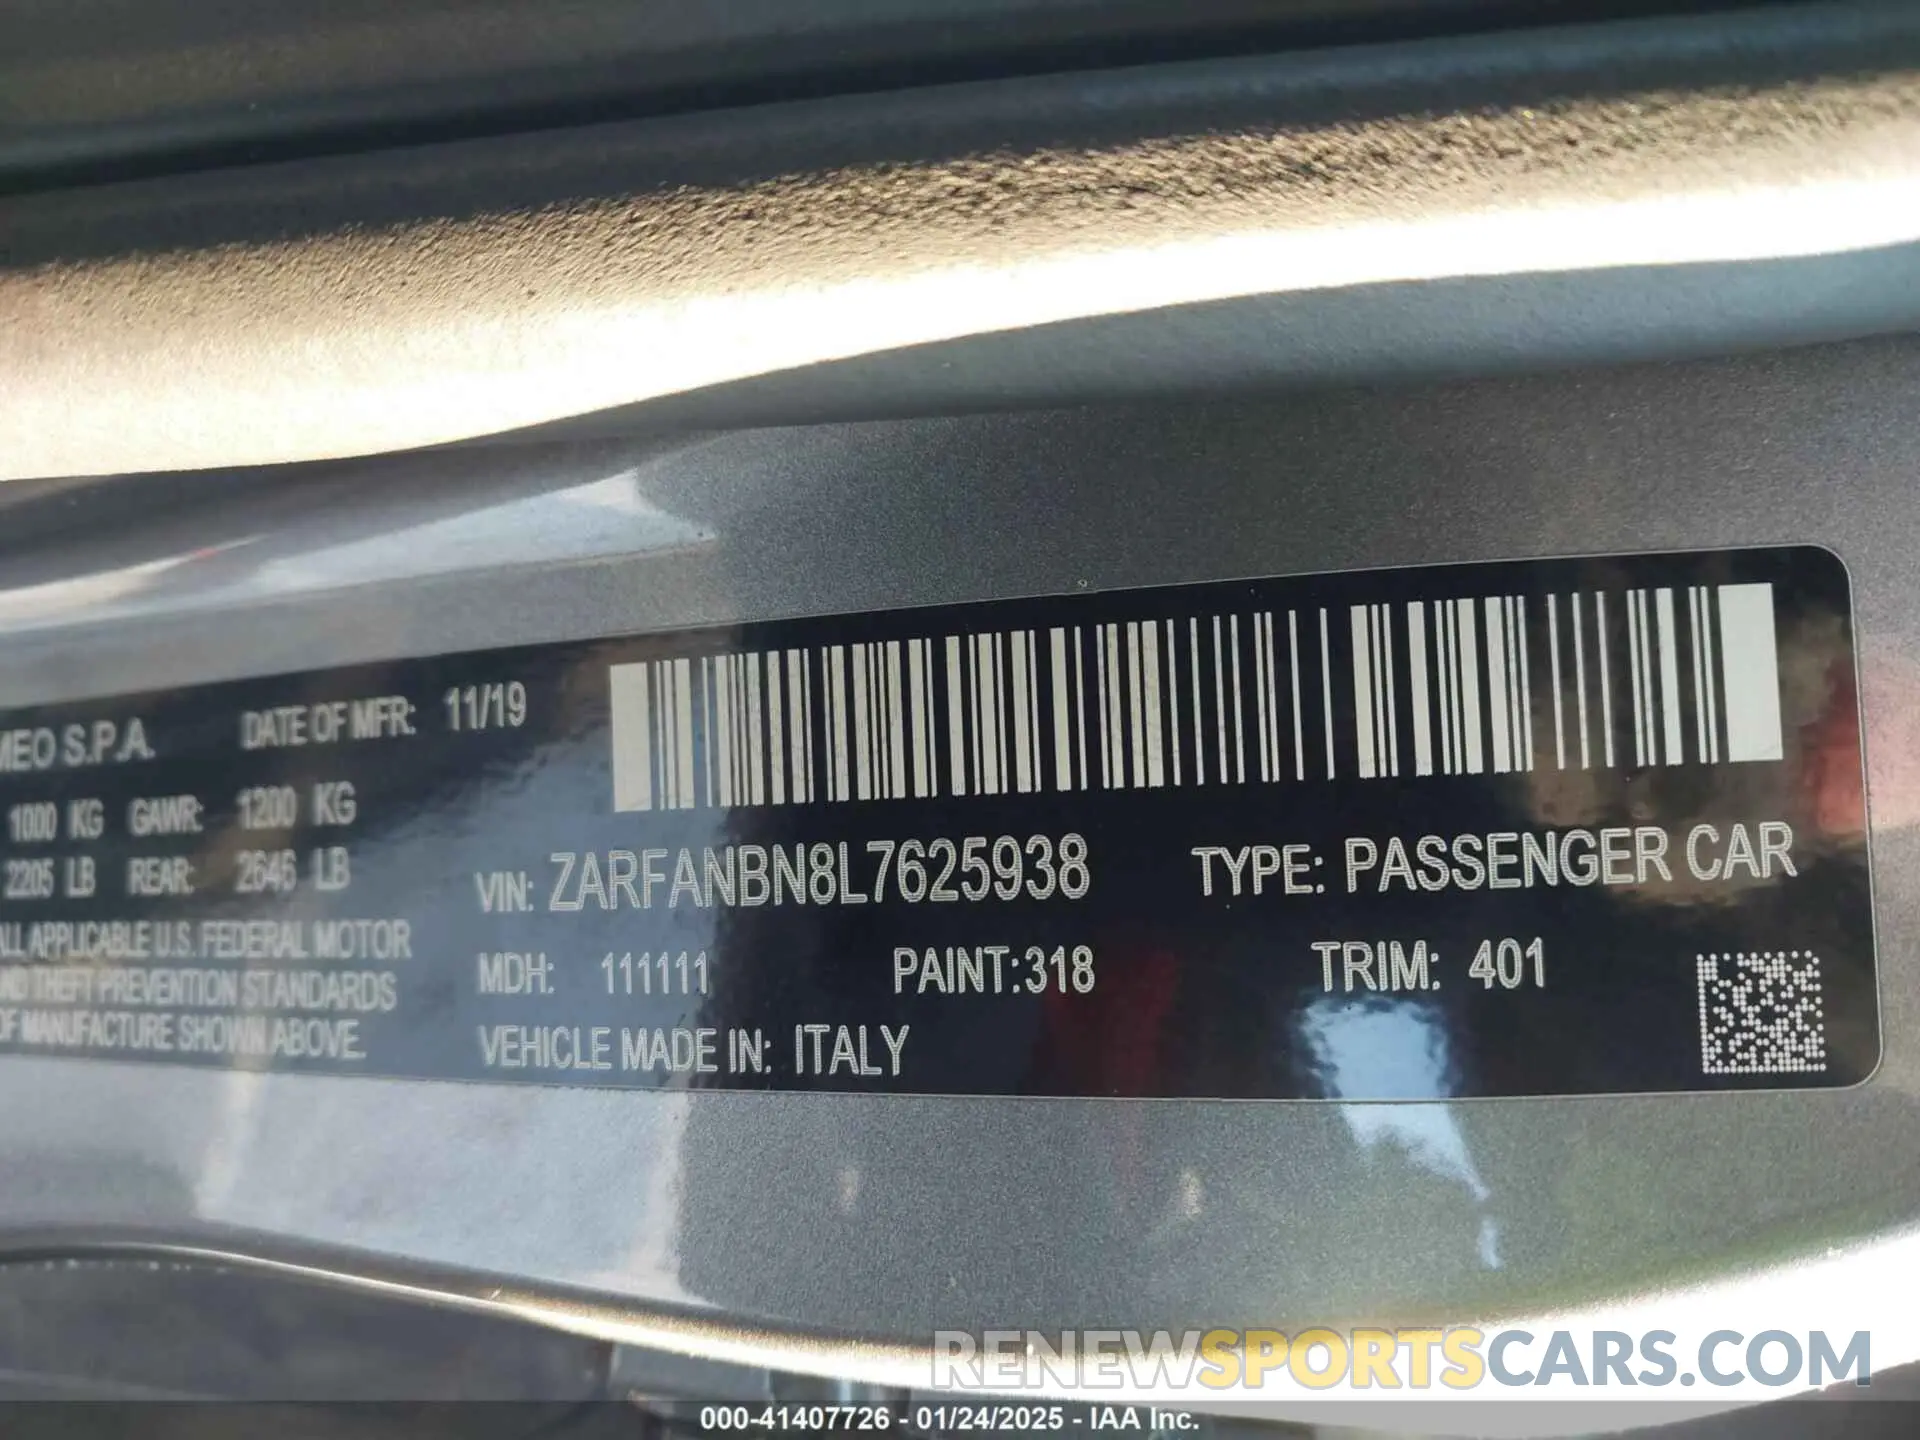 MEO S.P.A. DATE OF MFR: 11/19
1000 KG GAWR: 1200 KG
2205 LB REAR: 2646 LB
ALL APPLICABLE U.S. FEDERAL MOTOR
AND THEFT PREVENTION STANDARDS
OF MANUFACTURE SHOWN ABOVE.
VIN: ZARFANBN8L7625938 TYPE: PASSENGER CAR
MDH: 111111 PAINT:318 TRIM: 401
VEHICLE MADE IN: ITALY
RENEWSPORTSCARS.COM
000-41407726 - 01/24/2025 - IAA Inc.